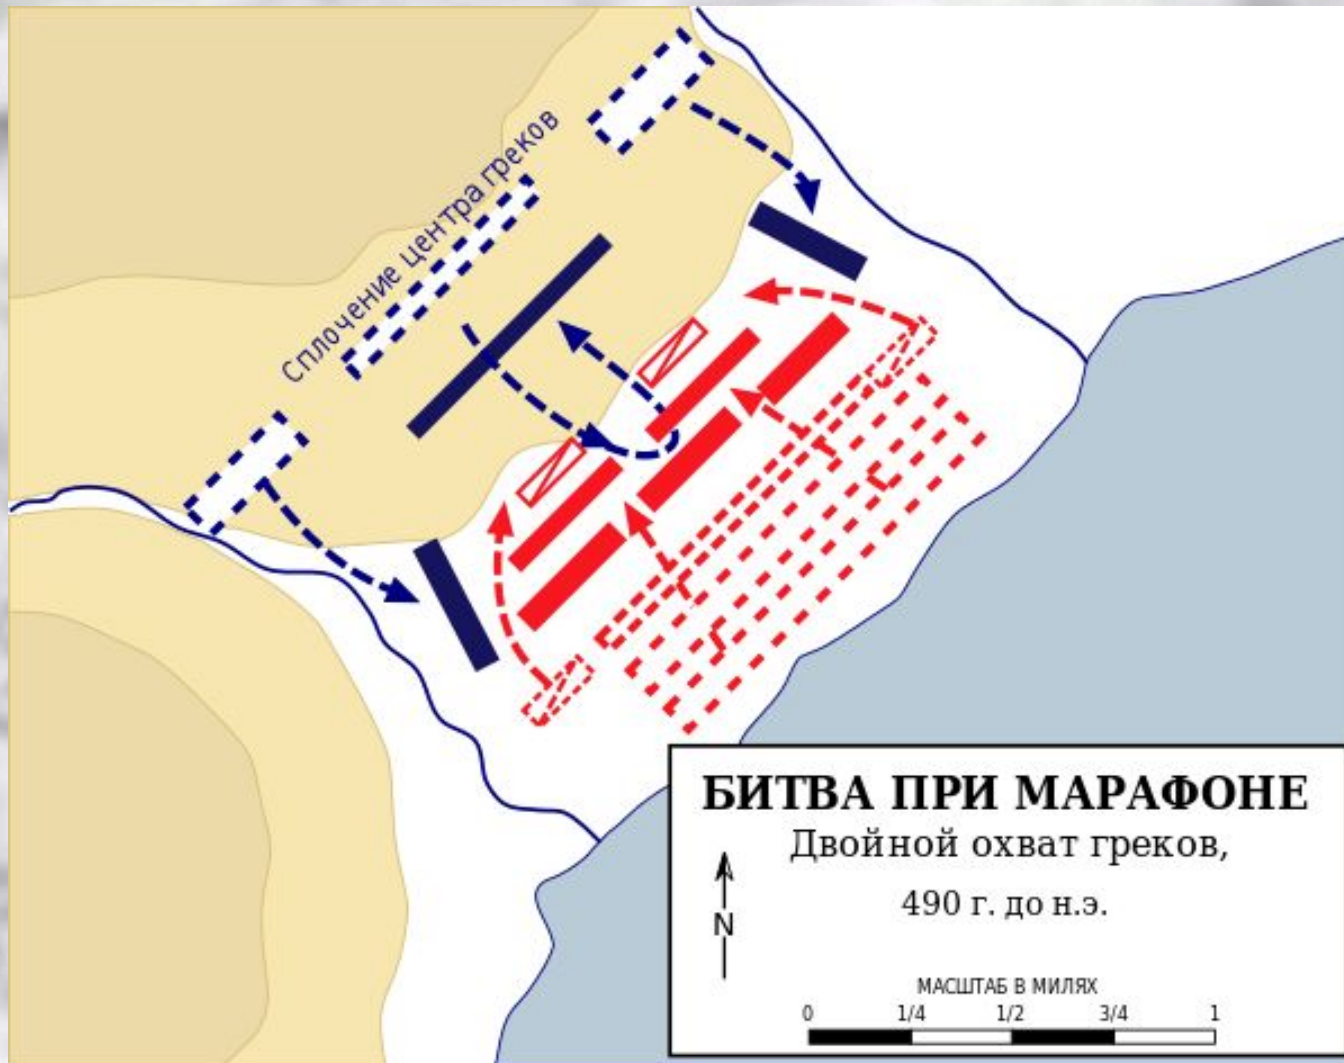 Сплочение центра греков
БИТВА ПРИ МАРАФОНЕ
Двойной охват греков,
490 г. до н.э.
N
МАСШТАБ В МИЛЯХ
0 1/4 1/2 3/4 1